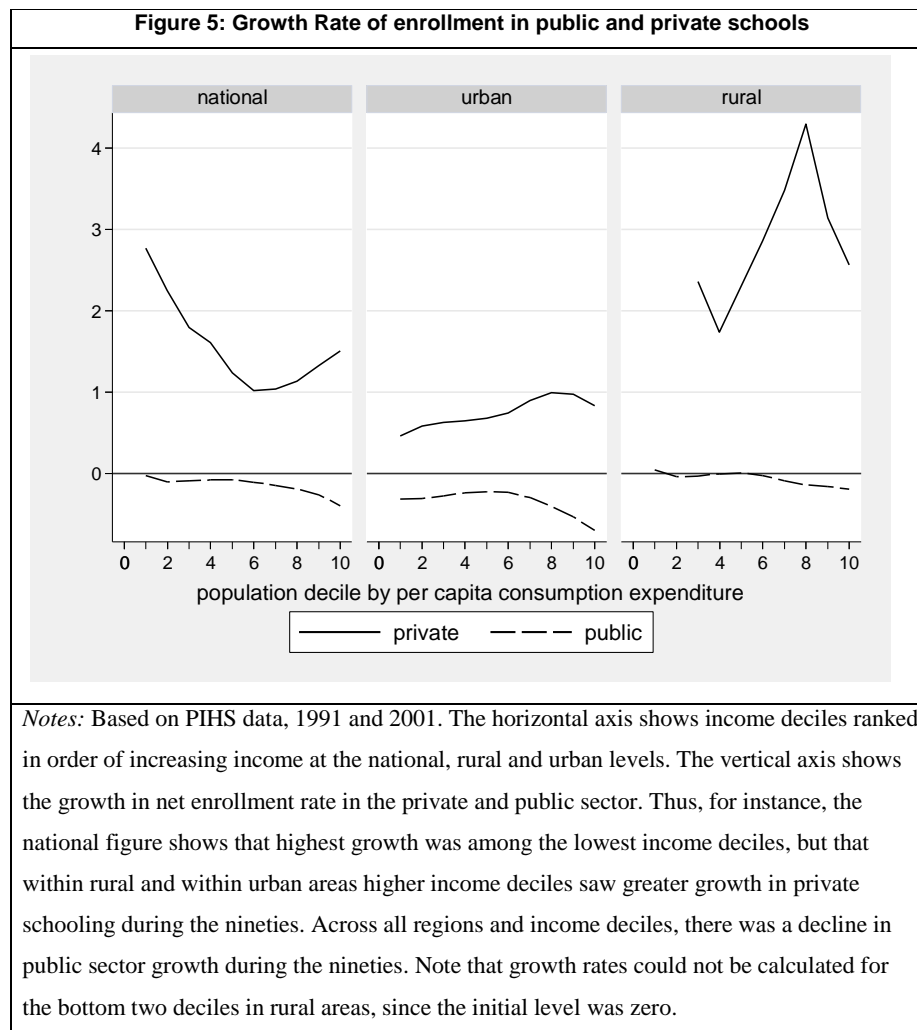 Figure 5: Growth Rate of enrollment in public and private schools
national urban rural
4
3
2
1
0
0 2 4 6 8 10 0 2 4 6 8 10 0 2 4 6 8 10
population decile by per capita consumption expenditure
private public
Notes: Based on PIHS data, 1991 and 2001. The horizontal axis shows income deciles ranked
in order of increasing income at the national, rural and urban levels. The vertical axis shows
the growth in net enrollment rate in the private and public sector. Thus, for instance, the
national figure shows that highest growth was among the lowest income deciles, but that
within rural and within urban areas higher income deciles saw greater growth in private
schooling during the nineties. Across all regions and income deciles, there was a decline in
public sector growth during the nineties. Note that growth rates could not be calculated for
the bottom two deciles in rural areas, since the initial level was zero.